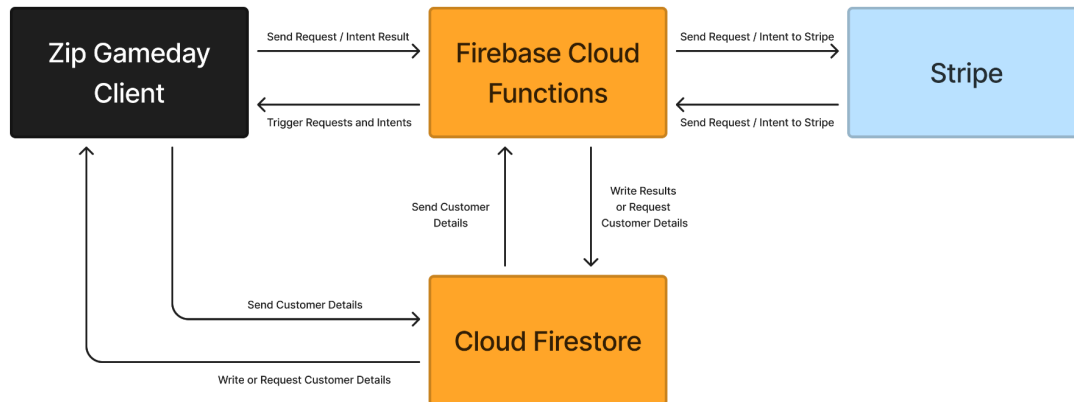 Zip Gameday
Client
Send Request / Intent Result
Trigger Requests and Intents
Firebase Cloud
Functions
Send Request / Intent to Stripe
Send Request / Intent to Stripe
Stripe
Send Customer
Details
Write Results
or Request
Customer Details
Send Customer Details
Cloud Firestore
Write or Request Customer Details